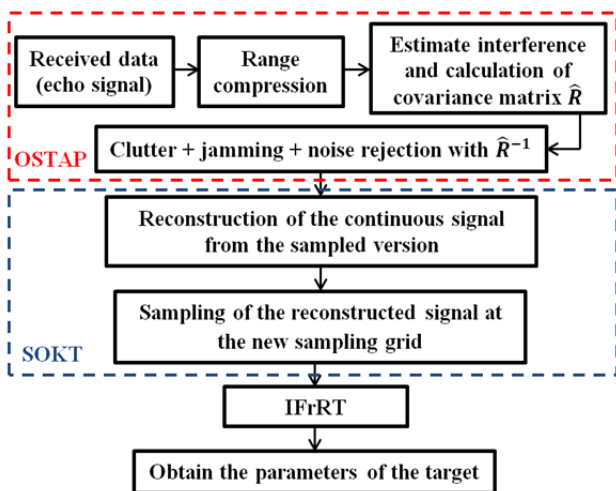 Received data
(echo signal)
Range
compression
Estimate interference
and calculation of
covariance matrix R̂
OSTAP
Clutter + jamming + noise rejection with R̂⁻¹
Reconstruction of the continuous signal
from the sampled version
Sampling of the reconstructed signal at
the new sampling grid
SOKT
IFrRT
Obtain the parameters of the target